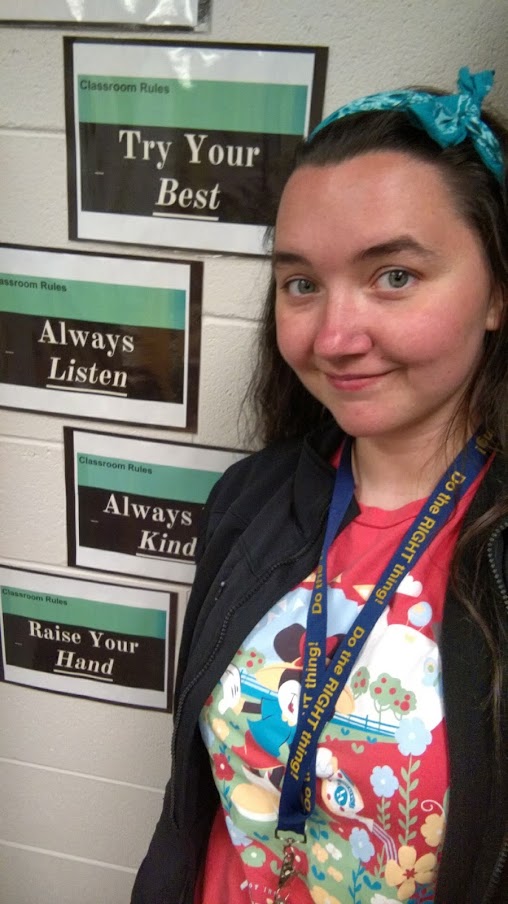 Classroom Rules
Try Your
Best
assroom Rules
Always
Listen
Classroom Rules
Always
Kind
Classroom Rules
Raise Your
Hand
Do the RIGHT thing!
Do the RIGHT thing!
thing!